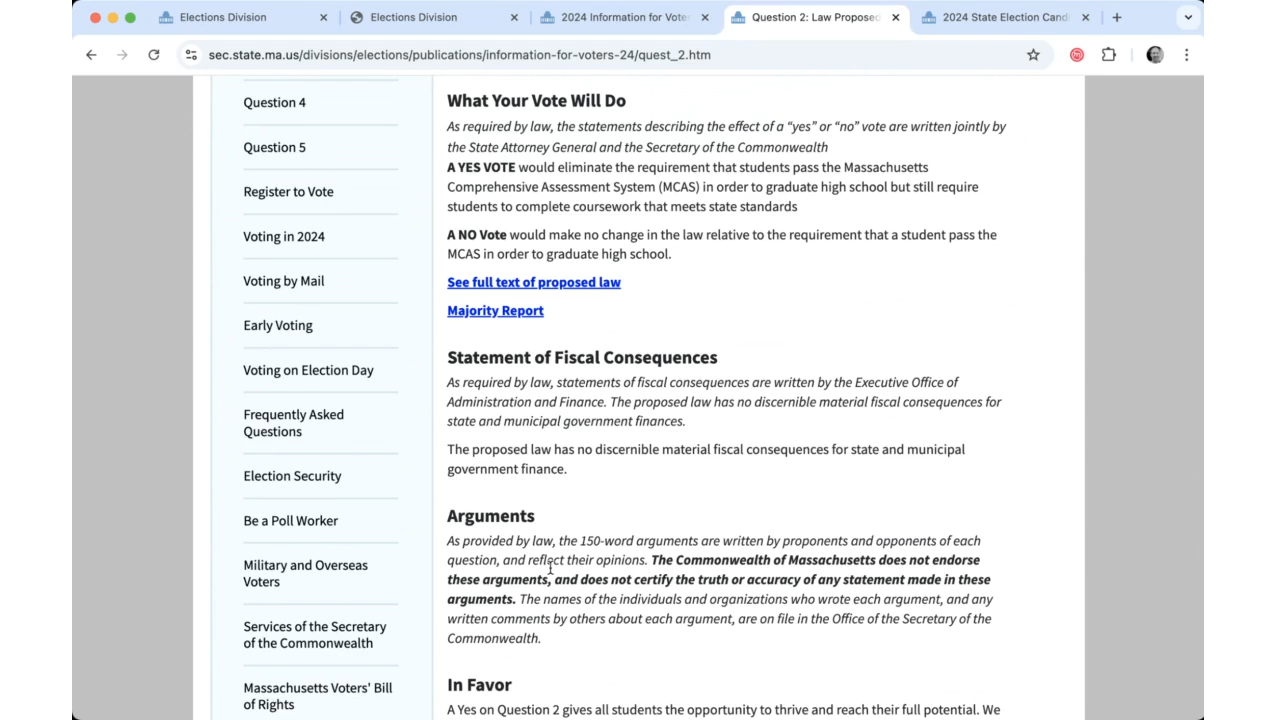 Elections Division
Elections Division
2024 Information for Voter
Question 2: Law Proposed
2024 State Election Candi
sec.state.ma.us/divisions/elections/publications/information-for-voters-24/quest_2.htm
Question 4
Question 5
Register to Vote
Voting in 2024
Voting by Mail
Early Voting
Voting on Election Day
Frequently Asked
Questions
Election Security
Be a Poll Worker
Military and Overseas
Voters
Services of the Secretary
of the Commonwealth
Massachusetts Voters' Bill
of Rights
What Your Vote Will Do
As required by law, the statements describing the effect of a “yes” or “no” vote are written jointly by
the State Attorney General and the Secretary of the Commonwealth
A YES VOTE would eliminate the requirement that students pass the Massachusetts
Comprehensive Assessment System (MCAS) in order to graduate high school but still require
students to complete coursework that meets state standards
A NO Vote would make no change in the law relative to the requirement that a student pass the
MCAS in order to graduate high school.
See full text of proposed law
Majority Report
Statement of Fiscal Consequences
As required by law, statements of fiscal consequences are written by the Executive Office of
Administration and Finance. The proposed law has no discernible material fiscal consequences for
state and municipal government finances.
The proposed law has no discernible material fiscal consequences for state and municipal
government finance.
Arguments
As provided by law, the 150-word arguments are written by proponents and opponents of each
question, and reflect their opinions. The Commonwealth of Massachusetts does not endorse
these arguments, and does not certify the truth or accuracy of any statement made in these
arguments. The names of the individuals and organizations who wrote each argument, and any
written comments by others about each argument, are on file in the Office of the Secretary of the
Commonwealth.
In Favor
A Yes on Question 2 gives all students the opportunity to thrive and reach their full potential. We